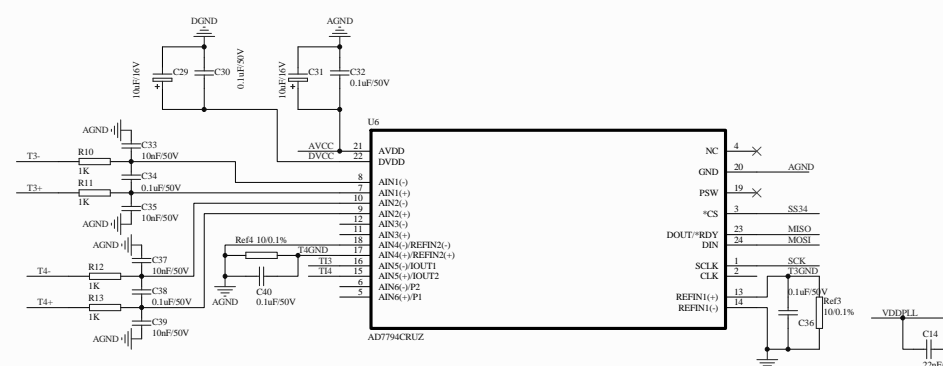 DGND
AGND
10uF/16V
C29
C30
0.1uF/50V
10uF/16V
C31
C32
0.1uF/50V
+
+
U6
AGND
C33
10nF/50V
T3-
R10
1K
C34
0.1uF/50V
T3+
R11
1K
C35
10nF/50V
AGND
AVCC 21 AVDD
DVCC 22 DVDD
8 AIN1(-)
7 AIN1(+)
10 AIN2(-)
9 AIN2(+)
12 AIN3(-)
11 AIN3(+)
18 AIN4(-)/REFIN2(-)
17 AIN4(+)/REFIN2(+)
TI3 16 AIN5(-)/IOUT1
TI4 15 AIN5(+)/IOUT2
6 AIN6(-)/P2
5 AIN6(+)/P1
NC 4
GND 20 AGND
PSW 19
*CS 3 SS34
DOUT/*RDY 23 MISO
DIN 24 MOSI
SCLK 1 SCK
CLK 2
REFIN1(+) 13
REFIN1(-) 14
T3GND
0.1uF/50V
C36
Ref3
10/0.1%
Ref4 10/0.1%
T4GND
C40
0.1uF/50V
AGND
AGND
C37
10nF/50V
T4-
R12
1K
C38
0.1uF/50V
T4+
R13
1K
C39
10nF/50V
AGND
AD7794CRUZ
VDDPLL
C14